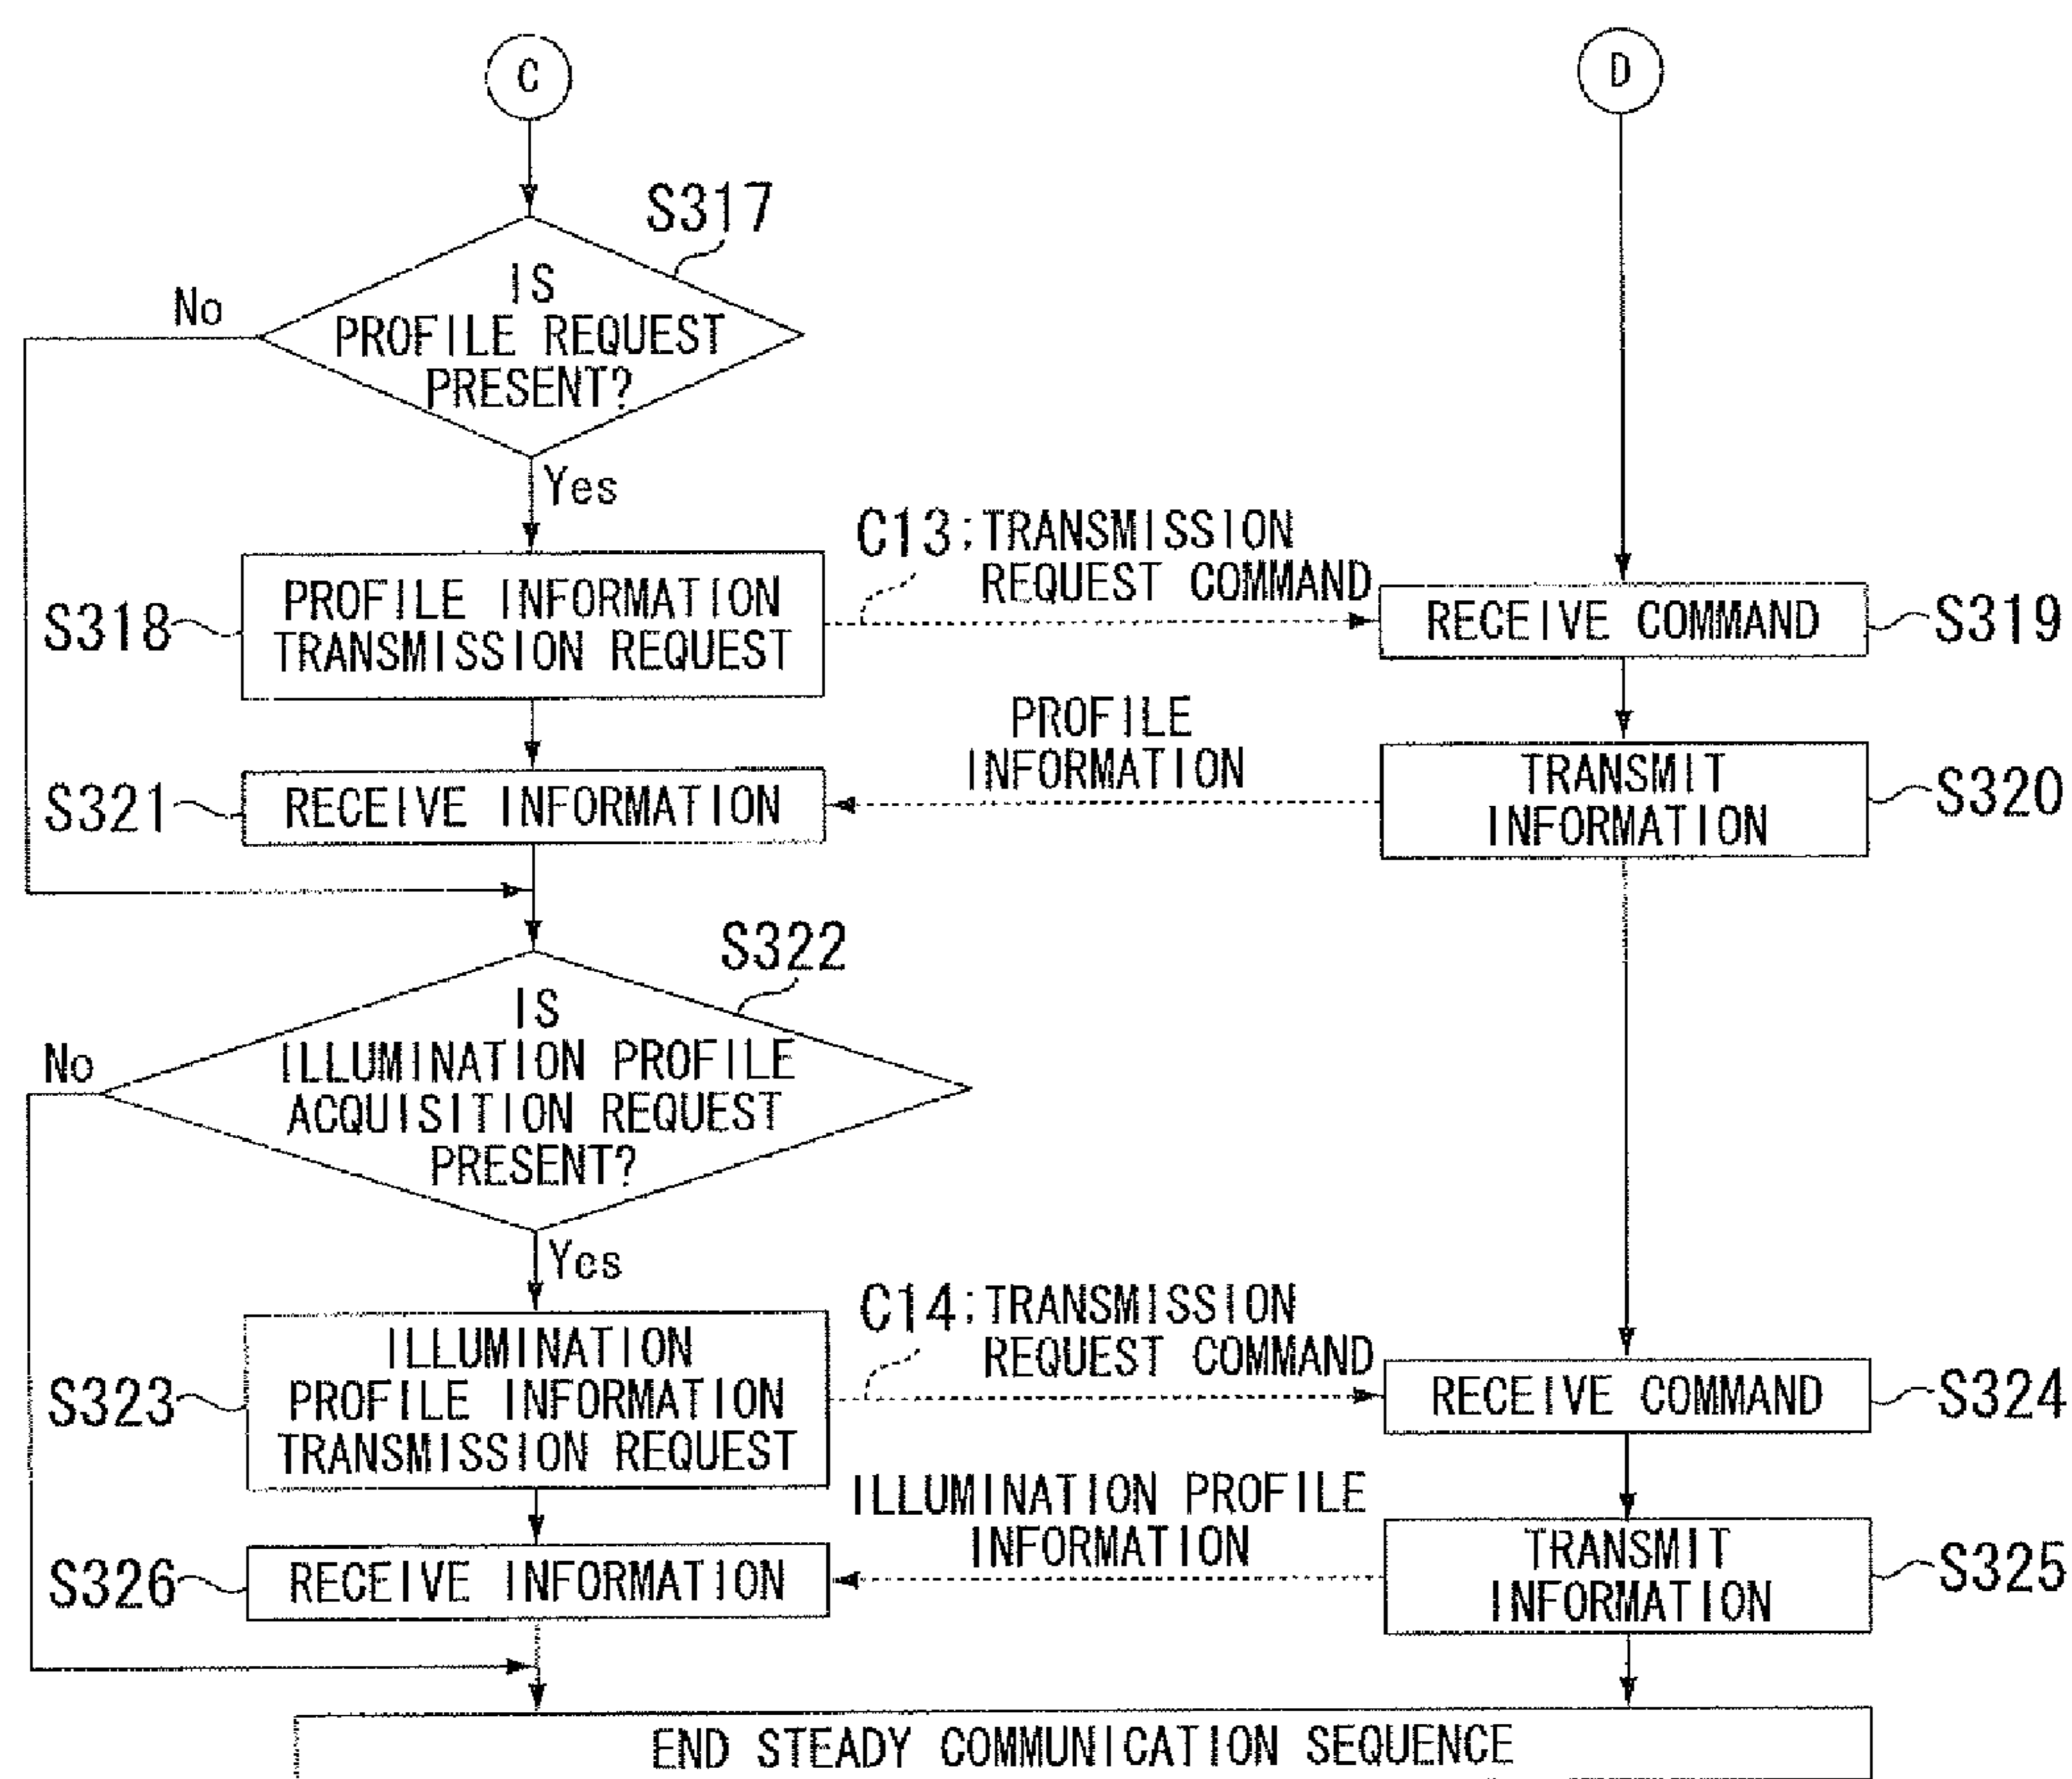 C
D
S317
No
IS
PROFILE REQUEST
PRESENT?
Yes
C13;TRANSMISSION
REQUEST COMMAND
S318
PROFILE INFORMATION
TRANSMISSION REQUEST
RECEIVE COMMAND
S319
PROFILE
INFORMATION
S321
RECEIVE INFORMATION
TRANSMIT
INFORMATION
S320
S322
No
IS
ILLUMINATION PROFILE
ACQUISITION REQUEST
PRESENT?
Yes
C14;TRANSMISSION
REQUEST COMMAND
S323
ILLUMINATION
PROFILE INFORMATION
TRANSMISSION REQUEST
RECEIVE COMMAND
S324
ILLUMINATION PROFILE
INFORMATION
S326
RECEIVE INFORMATION
TRANSMIT
INFORMATION
S325
END STEADY COMMUNICATION SEQUENCE